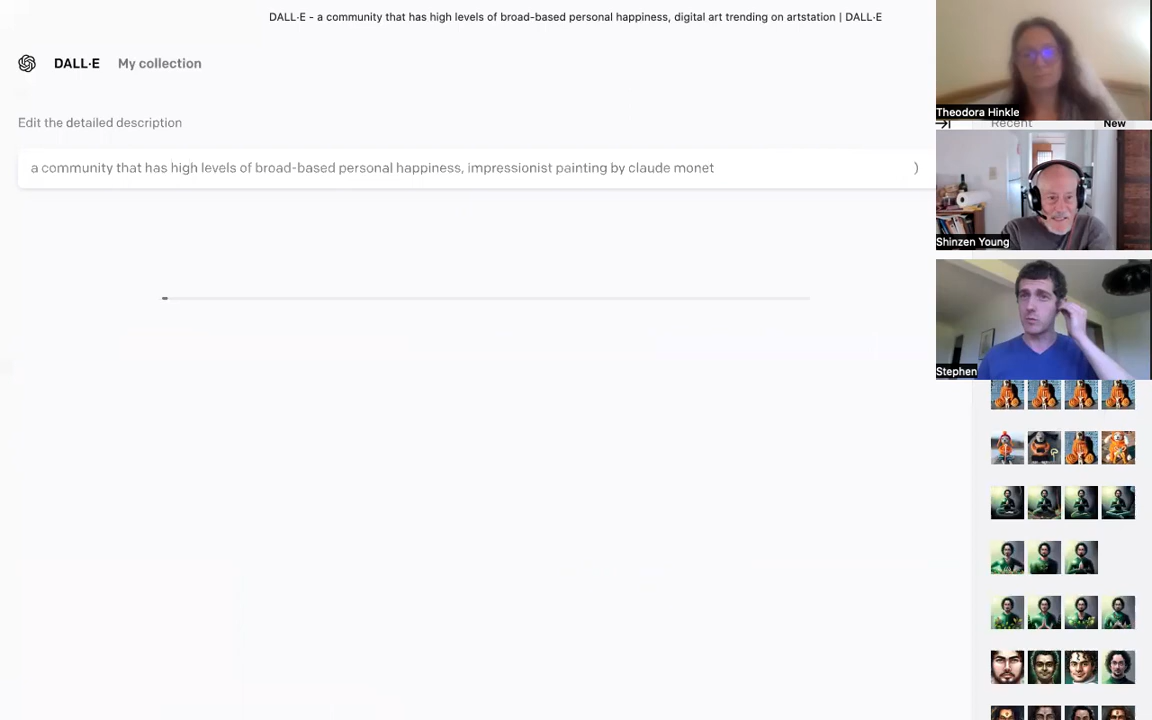 DALL·E - a community that has high levels of broad-based personal happiness, digital art trending on artstation | DALL·E
DALL·E My collection
Edit the detailed description
a community that has high levels of broad-based personal happiness, impressionist painting by claude monet
Theodora Hinkle
Recent New
Shinzen Young
Stephen